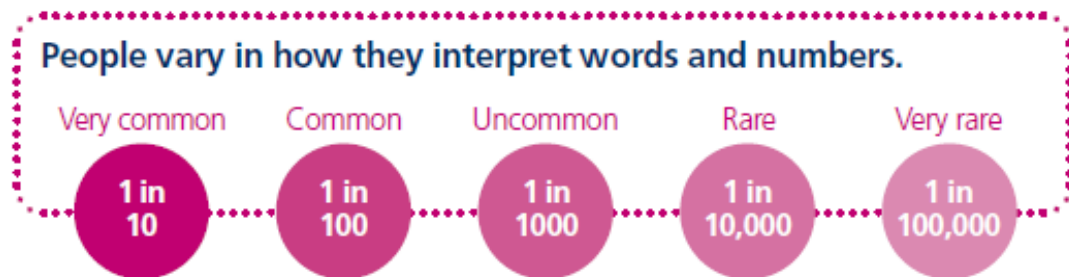 People vary in how they interpret words and numbers.
Very common Common Uncommon Rare Very rare
1 in 1 in 1 in 1 in 1 in
10 100 1000 10,000 100,000